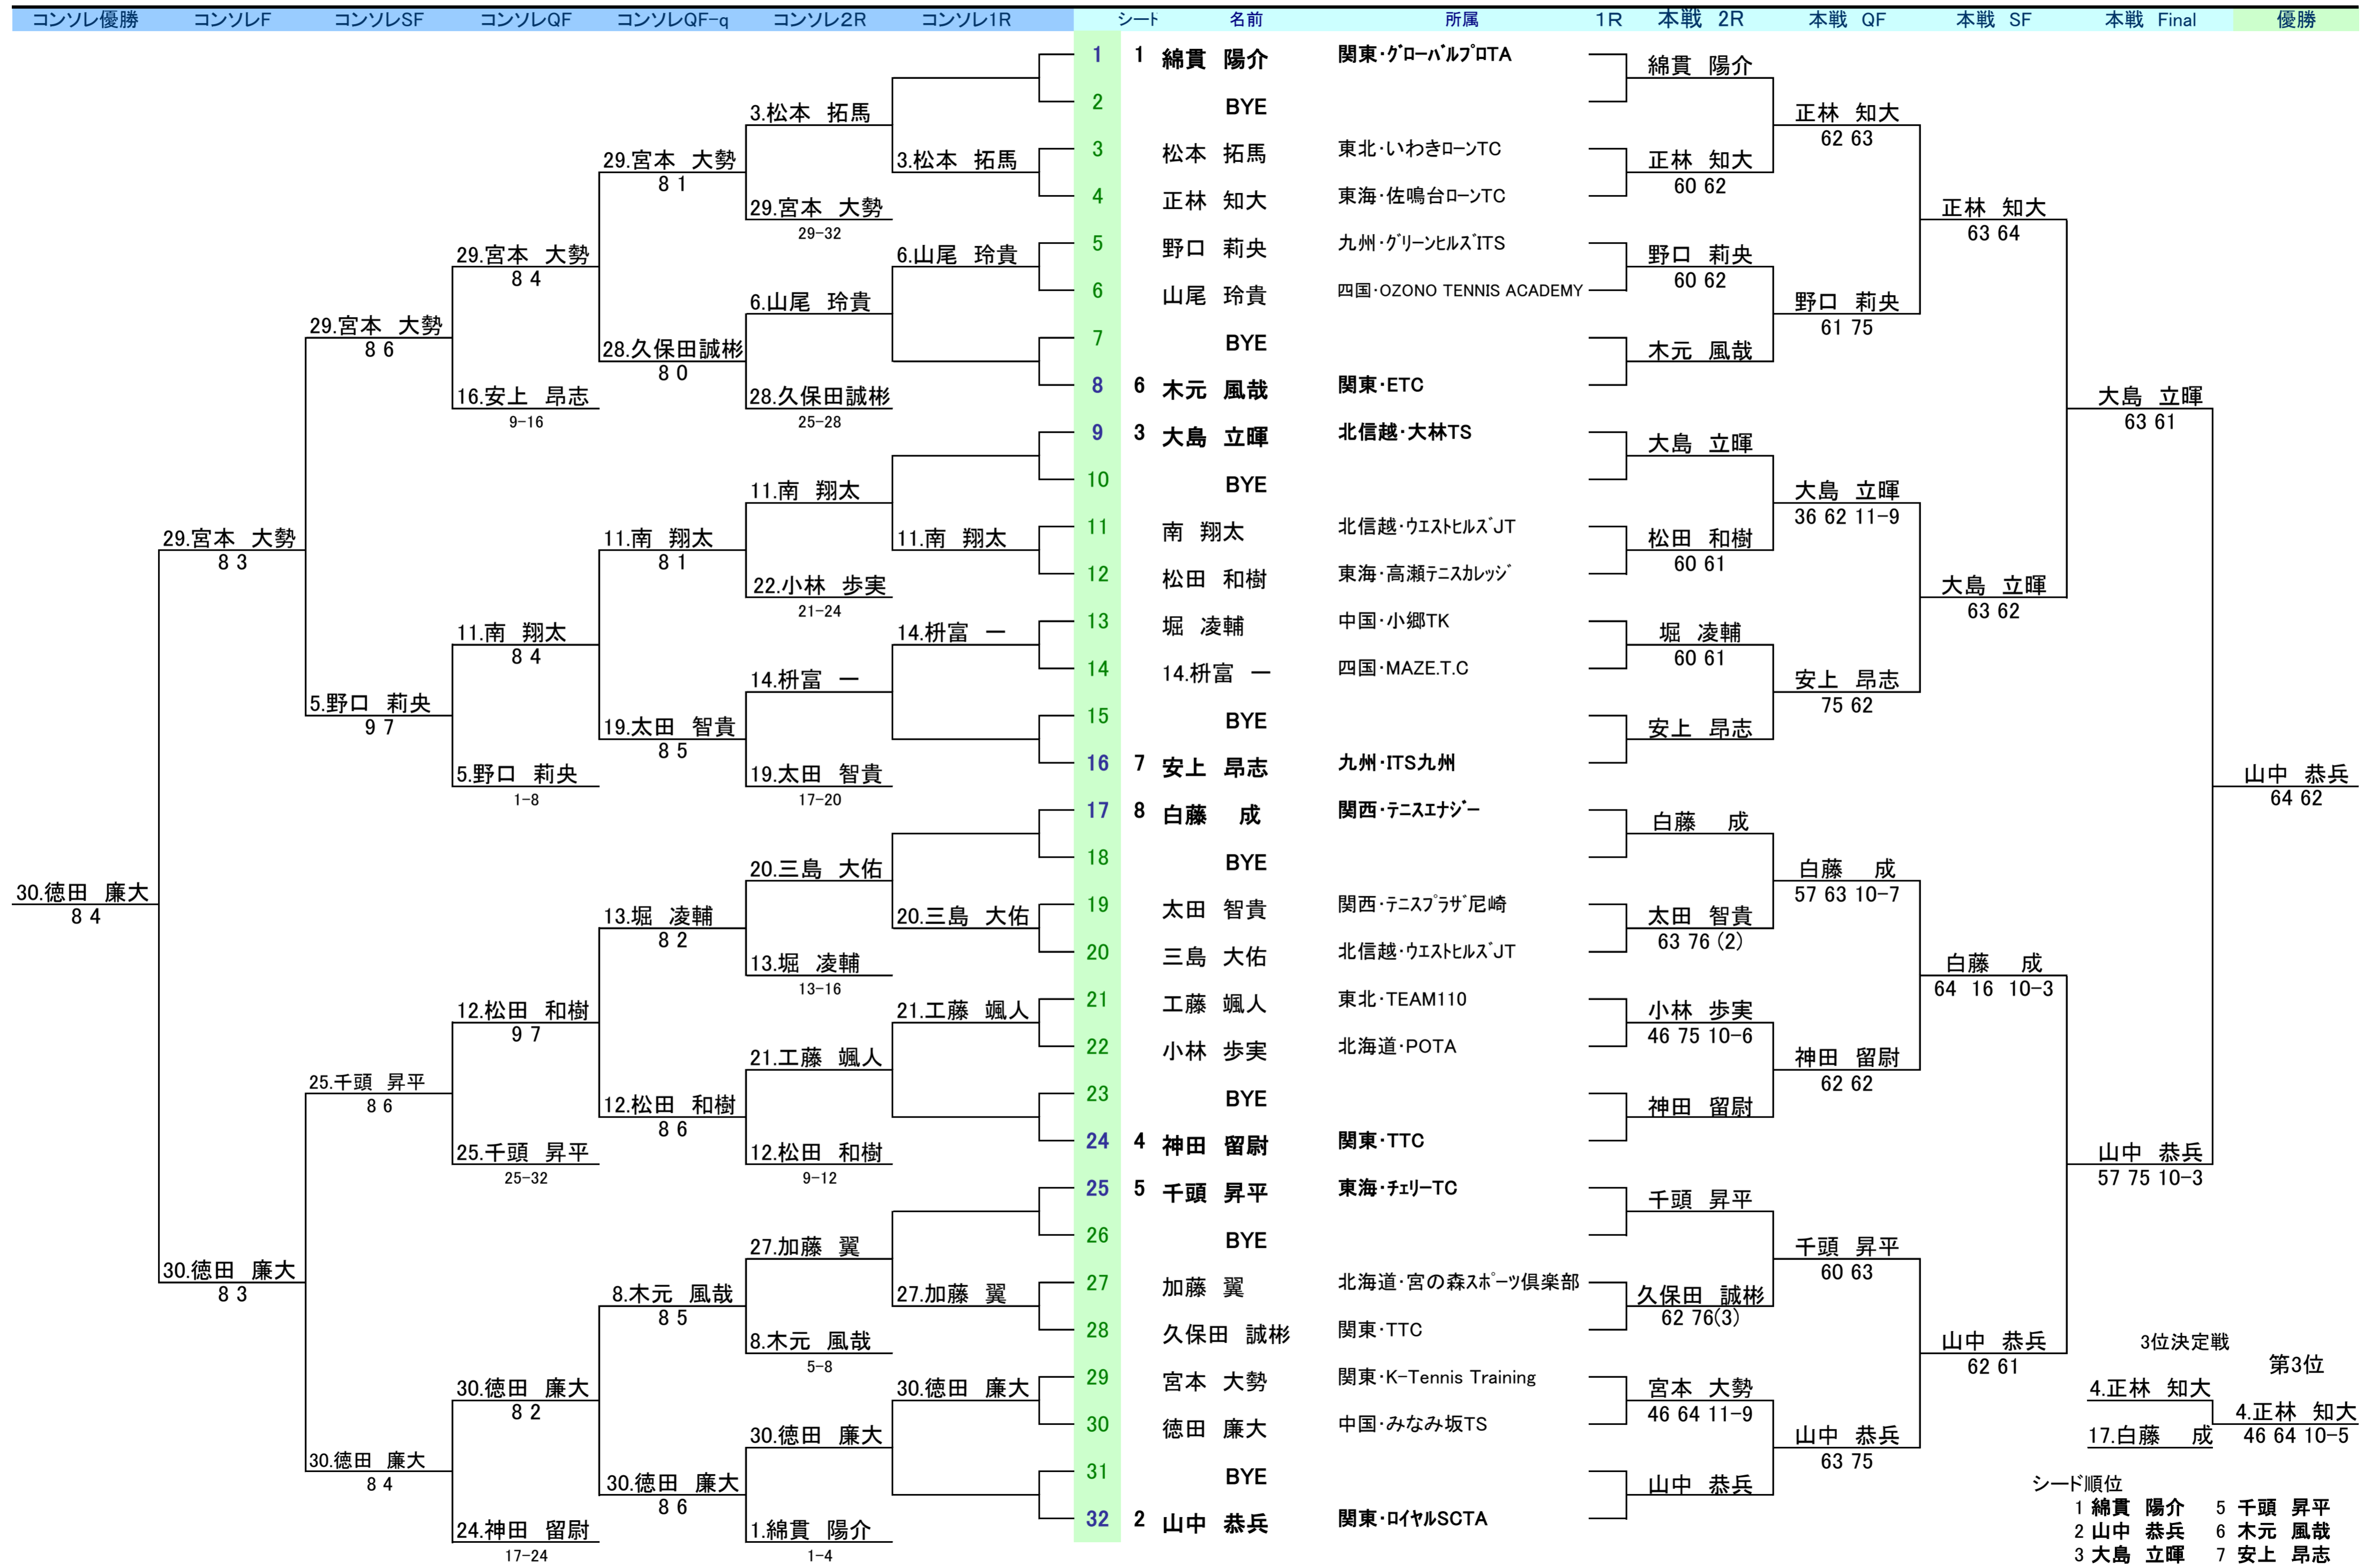 コンソレ優勝 コンソレF コンソレSF コンソレQF コンソレQF-q コンソレ2R コンソレ1R シート 名前 所属 1R 本戦 2R 本戦 QF 本戦 SF 本戦 Final 優勝
1 1 綿貫 陽介 関東・グローバルプロTA 綿貫 陽介
3.松本 拓馬 2 BYE 正林 知大
62 63
29.宮本 大勢 3.松本 拓馬 3 松本 拓馬 東北・いわきローンTC 正林 知大
8 1 60 62
29.宮本 大勢 4 正林 知大 東海・佐鳴台ローンTC 正林 知大
29-32 63 64
29.宮本 大勢 6.山尾 玲貴 5 野口 莉央 九州・グリーンヒルズITS 野口 莉央
8 4 60 62
6.山尾 玲貴 6 山尾 玲貴 四国・OZONO TENNIS ACADEMY 野口 莉央
29.宮本 大勢 61 75
8 6 28.久保田誠彬 7 BYE 木元 風哉
8 0
16.安上 昂志 28.久保田誠彬 8 6 木元 風哉 関東・ETC 大島 立暉
9-16 25-28 63 61
9 3 大島 立暉 北信越・大林TS 大島 立暉
11.南 翔太 10 BYE 大島 立暉
36 62 11-9
29.宮本 大勢 11.南 翔太 11.南 翔太 11 南 翔太 北信越・ウエストヒルズJT 松田 和樹
8 3 8 1 60 61
22.小林 歩実 12 松田 和樹 東海・高瀬テニスカレッジ 大島 立暉
21-24 63 62
11.南 翔太 14.枡富 一 13 堀 凌輔 中国・小郷TK 堀 凌輔
8 4 60 61
14.枡富 一 14 14.枡富 一 四国・MAZE.T.C 安上 昂志
75 62
5.野口 莉央 19.太田 智貴 15 BYE 安上 昂志
9 7 8 5
5.野口 莉央 19.太田 智貴 16 7 安上 昂志 九州・ITS九州 山中 恭兵
1-8 17-20 64 62
17 8 白藤 成 関西・テニスエナジー 白藤 成
20.三島 大佑 18 BYE 白藤 成
30.徳田 廉大 57 63 10-7
8 4 13.堀 凌輔 20.三島 大佑 19 太田 智貴 関西・テニスプラザ尼崎 太田 智貴
8 2 63 76 (2)
13.堀 凌輔 20 三島 大佑 北信越・ウエストヒルズJT 白藤 成
13-16 64 16 10-3
12.松田 和樹 21.工藤 颯人 21 工藤 颯人 東北・TEAM110 小林 歩実
9 7 46 75 10-6
21.工藤 颯人 22 小林 歩実 北海道・POTA 神田 留尉
25.千頭 昇平 62 62
8 6 12.松田 和樹 23 BYE 神田 留尉
8 6
25.千頭 昇平 12.松田 和樹 24 4 神田 留尉 関東・TTC 山中 恭兵
25-32 9-12 57 75 10-3
25 5 千頭 昇平 東海・チェリーTC 千頭 昇平
27.加藤 翼 26 BYE 千頭 昇平
30.徳田 廉大 60 63
8 3 8.木元 風哉 27.加藤 翼 27 加藤 翼 北海道・宮の森スポーツ倶楽部 久保田 誠彬
8 5 62 76(3)
8.木元 風哉 28 久保田 誠彬 関東・TTC 山中 恭兵 3位決定戦
5-8 62 61 第3位
30.徳田 廉大 30.徳田 廉大 29 宮本 大勢 関東・K-Tennis Training 宮本 大勢 4.正林 知大
8 2 46 64 11-9 4.正林 知大
30.徳田 廉大 30.徳田 廉大 30 徳田 廉大 中国・みなみ坂TS 山中 恭兵 17.白藤 成 46 64 10-5
8 4 63 75
30.徳田 廉大 31 BYE 山中 恭兵 シード順位
8 6 1 綿貫 陽介 5 千頭 昇平
24.神田 留尉 1.綿貫 陽介 32 2 山中 恭兵 関東・ロイヤルSCTA 2 山中 恭兵 6 木元 風哉
17-24 1-4 3 大島 立暉 7 安上 昂志